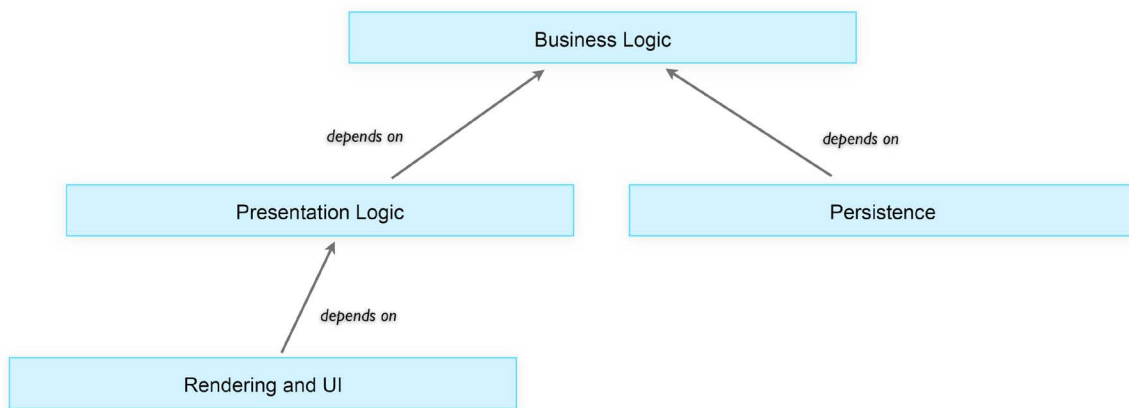 Business Logic
depends on
depends on
Presentation Logic
Persistence
depends on
Rendering and UI